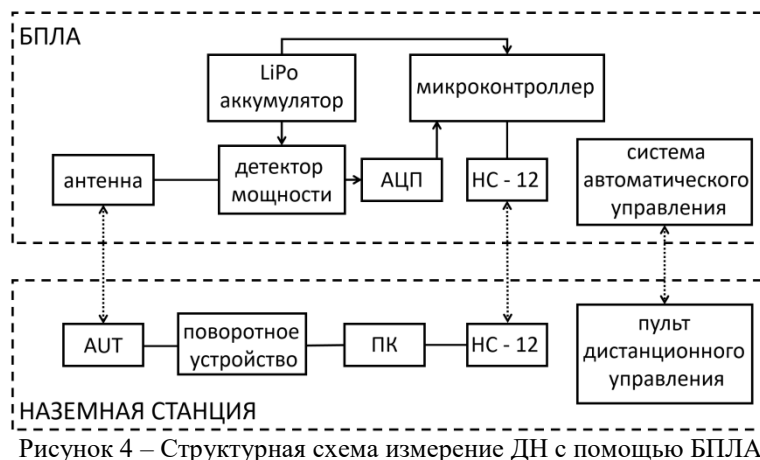 БПЛА
LiPo
аккумулятор
микроконтроллер
антенна
детектор
мощности
АЦП
НС - 12
система
автоматического
управления
AUT
поворотное
устройство
ПК
НС - 12
пульт
дистанционного
управления
НАЗЕМНАЯ СТАНЦИЯ
Рисунок 4 – Структурная схема измерение ДН с помощью БПЛА